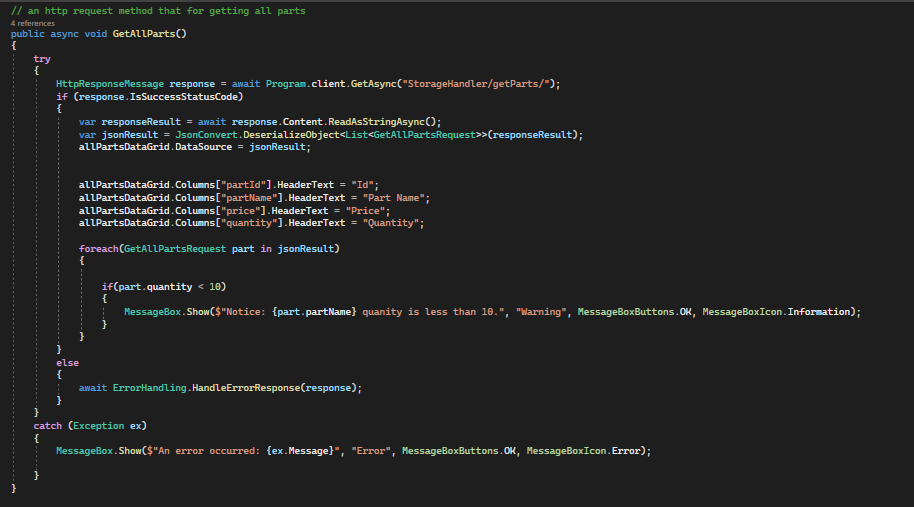 // an http request method that for getting all parts
4 references
public async void GetAllParts()
{
try
{
HttpResponseMessage response = await Program.client.GetAsync("StorageHandler/getParts/");
if (response.IsSuccessStatusCode)
{
var responseResult = await response.Content.ReadAsStringAsync();
var jsonResult = JsonConvert.DeserializeObject<List<GetAllPartsRequest>>(responseResult);
allPartsDataGrid.DataSource = jsonResult;
allPartsDataGrid.Columns["partId"].HeaderText = "Id";
allPartsDataGrid.Columns["partName"].HeaderText = "Part Name";
allPartsDataGrid.Columns["price"].HeaderText = "Price";
allPartsDataGrid.Columns["quantity"].HeaderText = "Quantity";
foreach(GetAllPartsRequest part in jsonResult)
{
if(part.quantity < 10)
{
MessageBox.Show($"Notice: {part.partName} quanity is less than 10.", "Warning", MessageBoxButtons.OK, MessageBoxIcon.Information);
}
}
}
else
{
await ErrorHandling.HandleErrorResponse(response);
}
}
catch (Exception ex)
{
MessageBox.Show($"An error occurred: {ex.Message}", "Error", MessageBoxButtons.OK, MessageBoxIcon.Error);
}
}